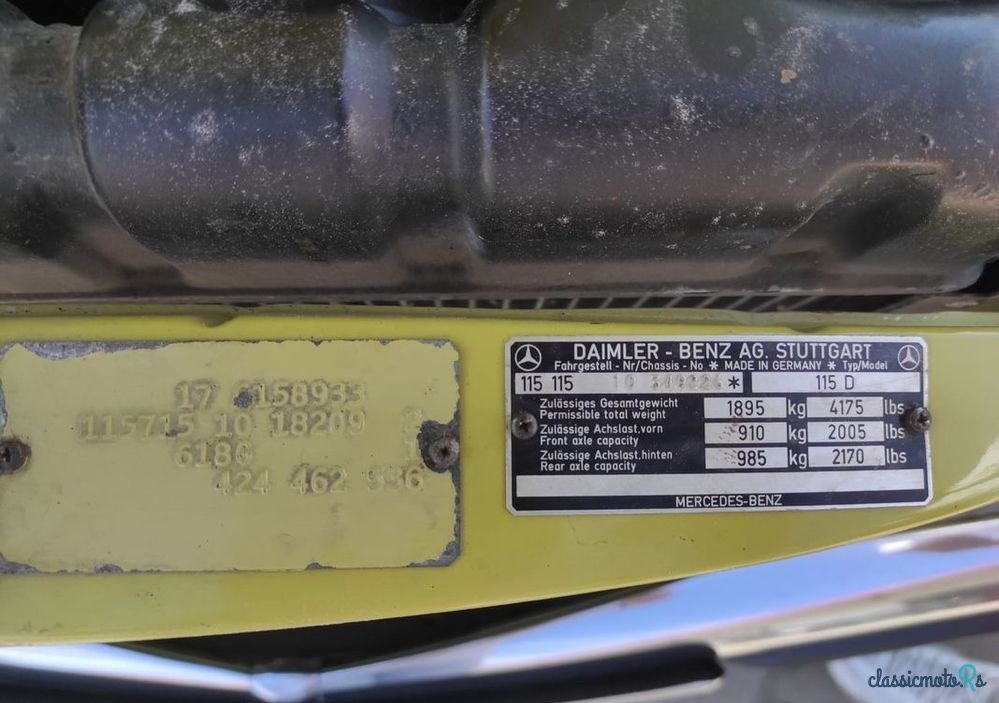 17 158933
115715 10 18209
6180
424 462
DAIMLER - BENZ AG. STUTTGART
Fahrgestell - Nr/Chassis - No * MADE IN GERMANY * Typ/Model
115 115 10 * 115 D
Zulässiges Gesamtgewicht
Permissible total weight
1895 kg 4175 lbs
Zulässige Achslast,vorn
Front axle capacity
910 kg 2005 lbs
Zulässige Achslast,hinten
Rear axle capacity
985 kg 2170 lbs
MERCEDES-BENZ
classicmoto.Rs